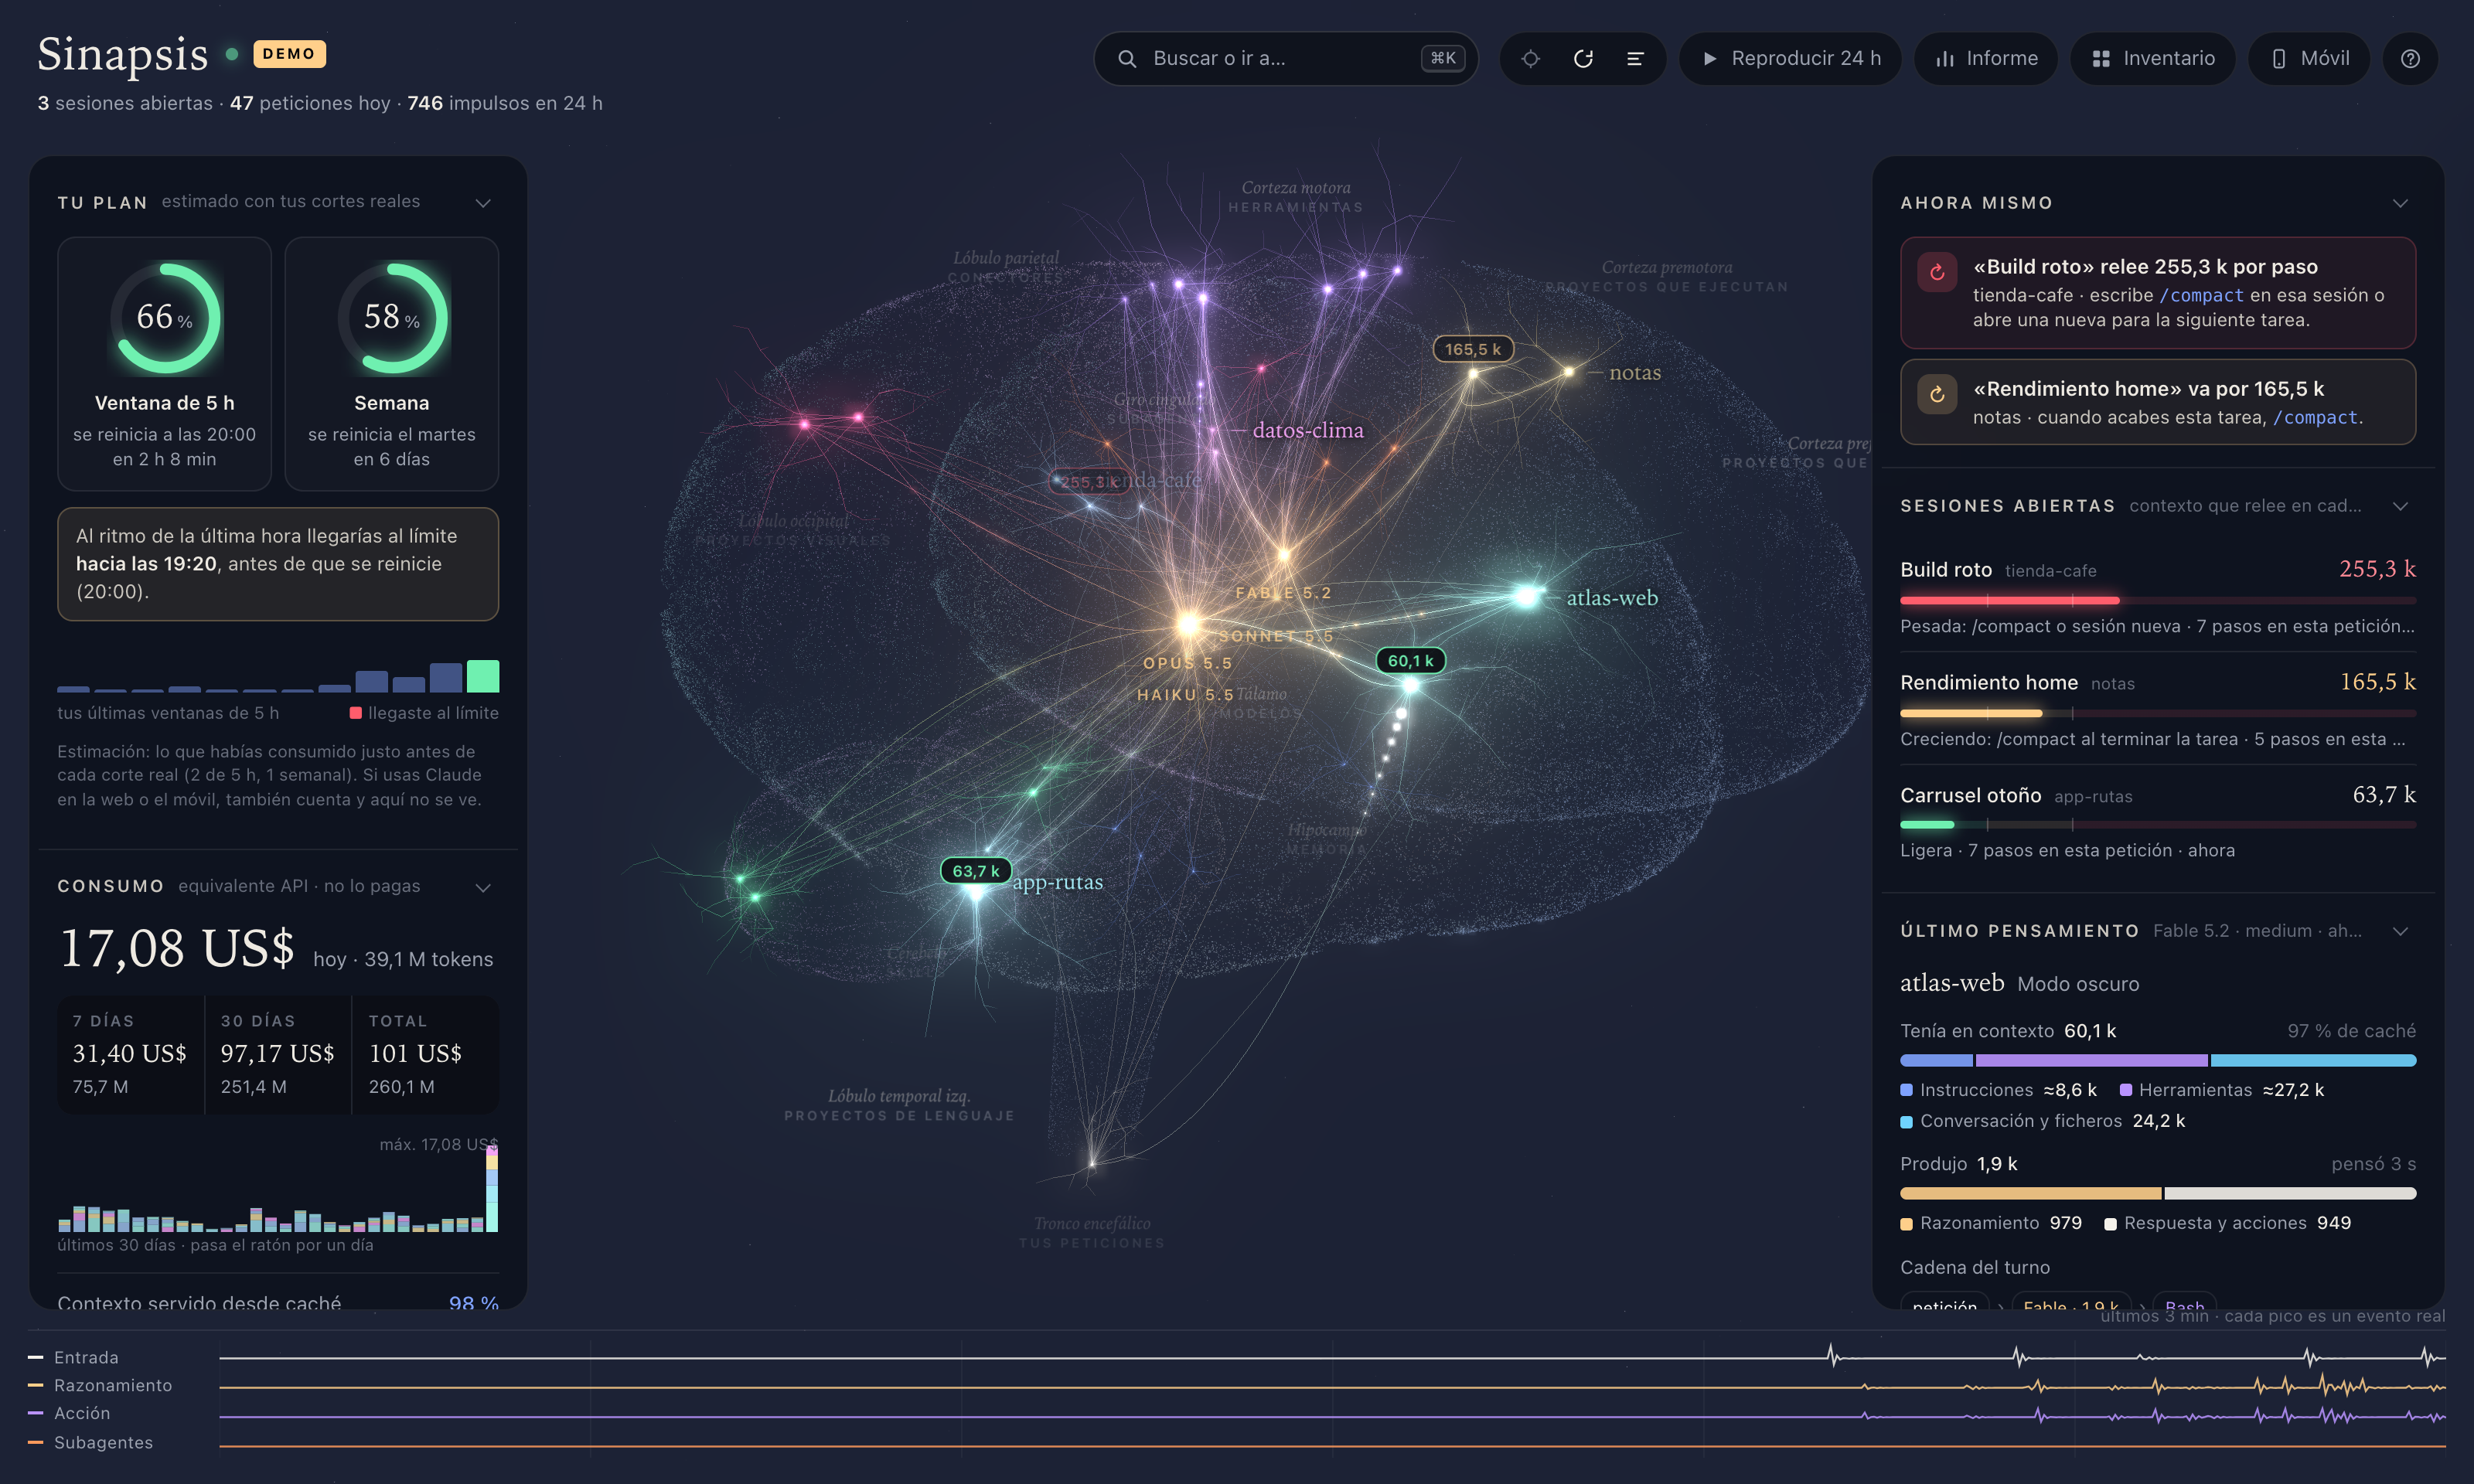 Sinapsis DEMO
3 sesiones abiertas · 47 peticiones hoy · 746 impulsos en 24 h
Buscar o ir a... ⌘K
Reproducir 24 h
Informe
Inventario
Móvil
TU PLAN estimado con tus cortes reales
66 %
Ventana de 5 h
se reinicia a las 20:00
en 2 h 8 min
58 %
Semana
se reinicia el martes
en 6 días
Al ritmo de la última hora llegarías al límite
hacia las 19:20, antes de que se reinicie
(20:00).
tus últimas ventanas de 5 h
llegaste al límite
Estimación: lo que habías consumido justo antes de
cada corte real (2 de 5 h, 1 semanal). Si usas Claude
en la web o el móvil, también cuenta y aquí no se ve.
CONSUMO equivalente API · no lo pagas
17,08 US$ hoy · 39,1 M tokens
7 DÍAS
31,40 US$
75,7 M
30 DÍAS
97,17 US$
251,4 M
TOTAL
101 US$
260,1 M
máx. 17,08 US$
últimos 30 días · pasa el ratón por un día
Contexto servido desde caché 98 %
Corteza motora
HERRAMIENTAS
Lóbulo parietal
CONECTORES
Corteza premotora
PROYECTOS QUE EJECUTAN
165,5 k
notas
Giro cingulado
datos-clima
Corteza
PROYECTOS QUE
255,3 k
tienda-cafe
Lóbulo occipital
PROYECTOS VISUALES
FABLE 5.2
atlas-web
SONNET 5.5
OPUS 5.5
60,1 k
HAIKU 5.5
Tálamo
MODELOS
Hipocampo
MEMORIA
63,7 k
app-rutas
Cerebelo
SKILLS
Lóbulo temporal izq.
PROYECTOS DE LENGUAJE
Tronco encefálico
TUS PETICIONES
AHORA MISMO
«Build roto» relee 255,3 k por paso
tienda-cafe · escribe /compact en esa sesión o
abre una nueva para la siguiente tarea.
«Rendimiento home» va por 165,5 k
notas · cuando acabes esta tarea, /compact.
SESIONES ABIERTAS contexto que relee en cad...
Build roto tienda-cafe 255,3 k
Pesada: /compact o sesión nueva · 7 pasos en esta petición...
Rendimiento home notas 165,5 k
Creciendo: /compact al terminar la tarea · 5 pasos en esta ...
Carrusel otoño app-rutas 63,7 k
Ligera · 7 pasos en esta petición · ahora
ÚLTIMO PENSAMIENTO Fable 5.2 · medium · ah...
atlas-web Modo oscuro
Tenía en contexto 60,1 k 97 % de caché
Instrucciones ≈8,6 k Herramientas ≈27,2 k
Conversación y ficheros 24,2 k
Produjo 1,9 k pensó 3 s
Razonamiento 979 Respuesta y acciones 949
Cadena del turno
petición › Fable · 1,9 k › Bash
últimos 3 min · cada pico es un evento real
Entrada
Razonamiento
Acción
Subagentes